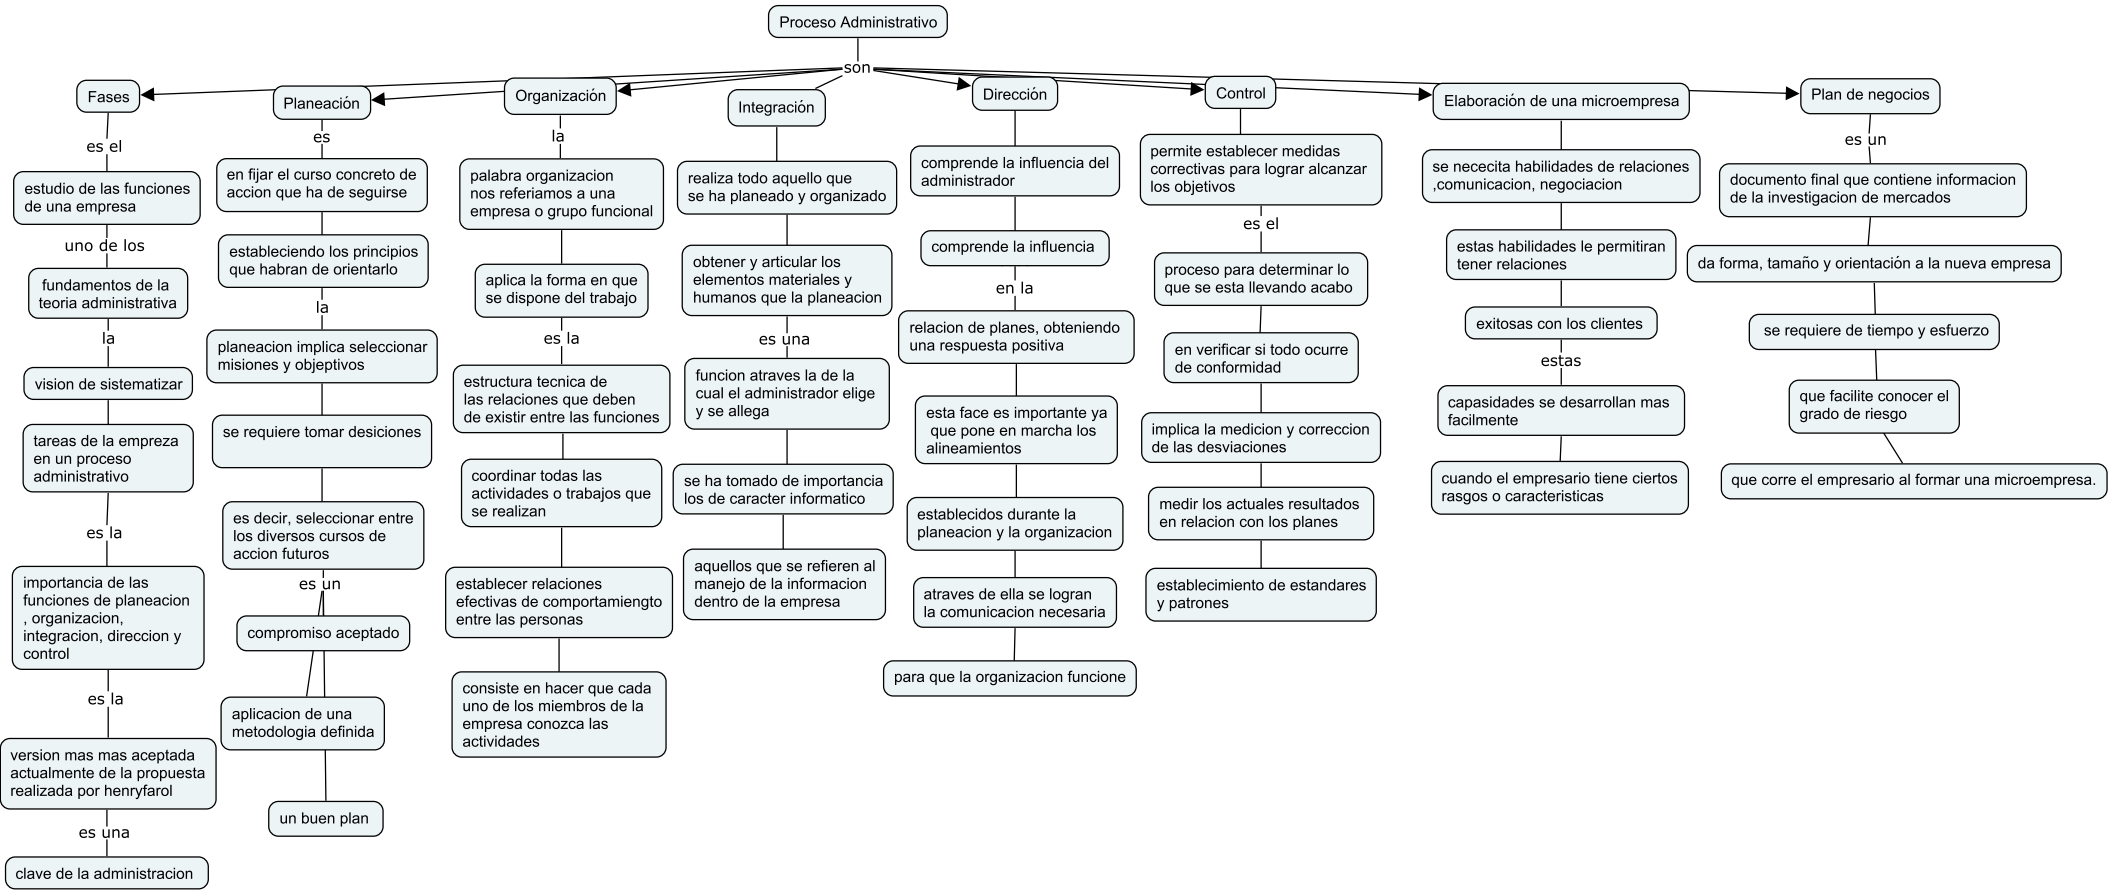 Proceso Administrativo
son
Fases
es el
estudio de las funciones
de una empresa
uno de los
fundamentos de la
teoria administrativa
la
vision de sistematizar
tareas de la empreza
en un proceso
administrativo
es la
importancia de las
funciones de planeacion
, organizacion,
integracion, direccion y
control
es la
version mas mas aceptada
actualmente de la propuesta
realizada por henryfarol
es una
clave de la administracion
Planeación
es
en fijar el curso concreto de
accion que ha de seguirse
estableciendo los principios
que habran de orientarlo
la
planeacion implica seleccionar
misiones y objeptivos
se requiere tomar desiciones
es decir, seleccionar entre
los diversos cursos de
accion futuros
es un
compromiso aceptado
aplicacion de una
metodologia definida
un buen plan
Organización
la
palabra organizacion
nos referiamos a una
empresa o grupo funcional
aplica la forma en que
se dispone del trabajo
es la
estructura tecnica de
las relaciones que deben
de existir entre las funciones
coordinar todas las
actividades o trabajos que
se realizan
establecer relaciones
efectivas de comportamiengto
entre las personas
consiste en hacer que cada
uno de los miembros de la
empresa conozca las
actividades
Integración
realiza todo aquello que
se ha planeado y organizado
obtener y articular los
elementos materiales y
humanos que la planeacion
es una
funcion atraves la de la
cual el administrador elige
y se allega
se ha tomado de importancia
los de caracter informatico
aquellos que se refieren al
manejo de la informacion
dentro de la empresa
Dirección
comprende la influencia del
administrador
comprende la influencia
en la
relacion de planes, obteniendo
una respuesta positiva
esta face es importante ya
que pone en marcha los
alineamientos
establecidos durante la
planeacion y la organizacion
atraves de ella se logran
la comunicacion necesaria
para que la organizacion funcione
Control
permite establecer medidas
correctivas para lograr alcanzar
los objetivos
es el
proceso para determinar lo
que se esta llevando acabo
en verificar si todo ocurre
de conformidad
implica la medicion y correccion
de las desviaciones
medir los actuales resultados
en relacion con los planes
establecimiento de estandares
y patrones
Elaboración de una microempresa
se nececita habilidades de relaciones
,comunicacion, negociacion
estas habilidades le permitiran
tener relaciones
exitosas con los clientes
estas
capasidades se desarrollan mas
facilmente
cuando el empresario tiene ciertos
rasgos o caracteristicas
Plan de negocios
es un
documento final que contiene informacion
de la investigacion de mercados
da forma, tamaño y orientación a la nueva empresa
se requiere de tiempo y esfuerzo
que facilite conocer el
grado de riesgo
que corre el empresario al formar una microempresa.